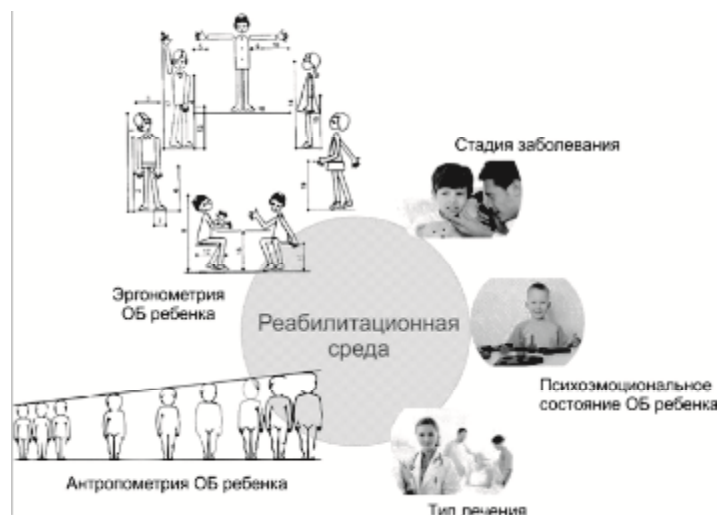 Стадия заболевания
Эргонометрия
ОБ ребенка
Реабилитационная
среда
Психоэмоциональное
состояние ОБ ребенка
Антропометрия ОБ ребенка
Тип лечения